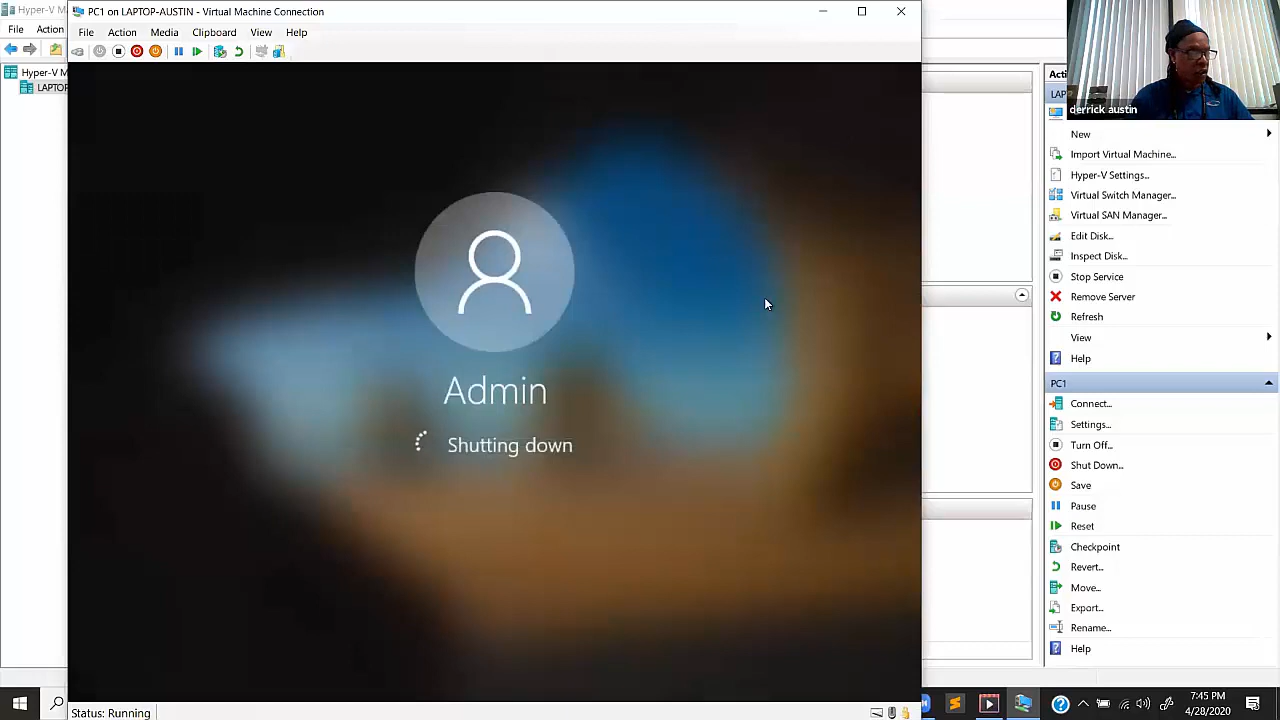 Hyper-V M
PC1 on LAPTOP-AUSTIN - Virtual Machine Connection
File Action
File Action Media Clipboard View Help
Hyper-V M
LAPTOP
Admin
Shutting down
Status: Running
derrick austin
Acti
LAP
New
Import Virtual Machine...
Hyper-V Settings...
Virtual Switch Manager...
Virtual SAN Manager...
Edit Disk...
Inspect Disk...
Stop Service
Remove Server
Refresh
View
Help
PC1
Connect...
Settings...
Turn Off...
Shut Down...
Save
Pause
Reset
Checkpoint
Revert...
Move...
Export...
Rename...
Help
7:45 PM
4/28/2020